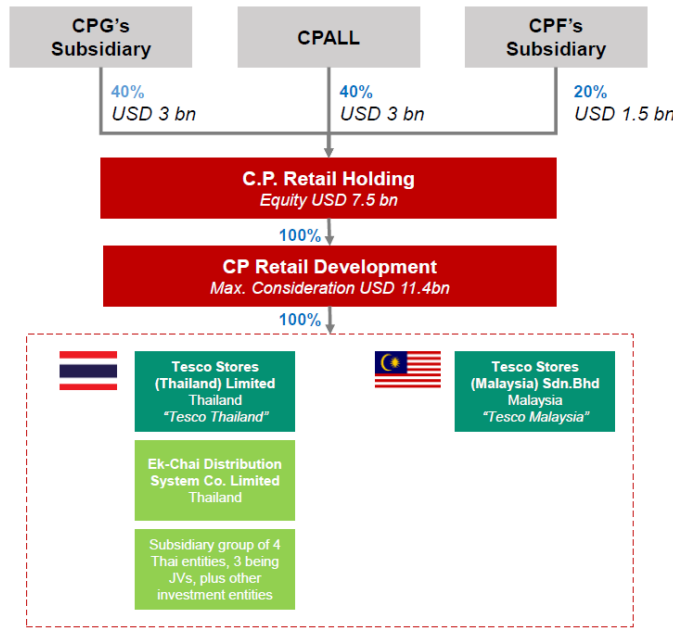 CPG's
Subsidiary
CPALL
CPF's
Subsidiary
40%
USD 3 bn
40%
USD 3 bn
20%
USD 1.5 bn
C.P. Retail Holding
Equity USD 7.5 bn
100%
CP Retail Development
Max. Consideration USD 11.4bn
100%
Tesco Stores
(Thailand) Limited
Thailand
“Tesco Thailand”
Tesco Stores
(Malaysia) Sdn.Bhd
Malaysia
“Tesco Malaysia”
Ek-Chai Distribution
System Co. Limited
Thailand
Subsidiary group of 4
Thai entities, 3 being
JVs, plus other
investment entities